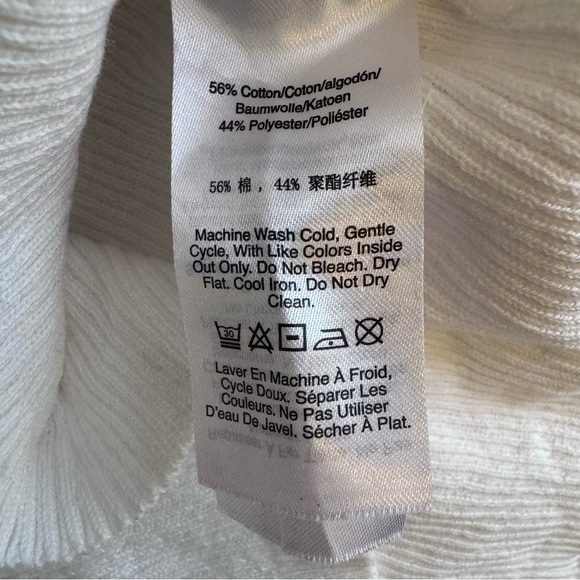 56% Cotton/Coton/algodón/
Baumwolle/Katoen
44% Polyester/Poliéster
56% 棉，44% 聚酯纤维
Machine Wash Cold, Gentle
Cycle, With Like Colors Inside
Out Only. Do Not Bleach. Dry
Flat. Cool Iron. Do Not Dry
Clean.
30
Laver En Machine À Froid,
Cycle Doux. Séparer Les
Couleurs. Ne Pas Utiliser
D'eau De Javel. Sécher À Plat.